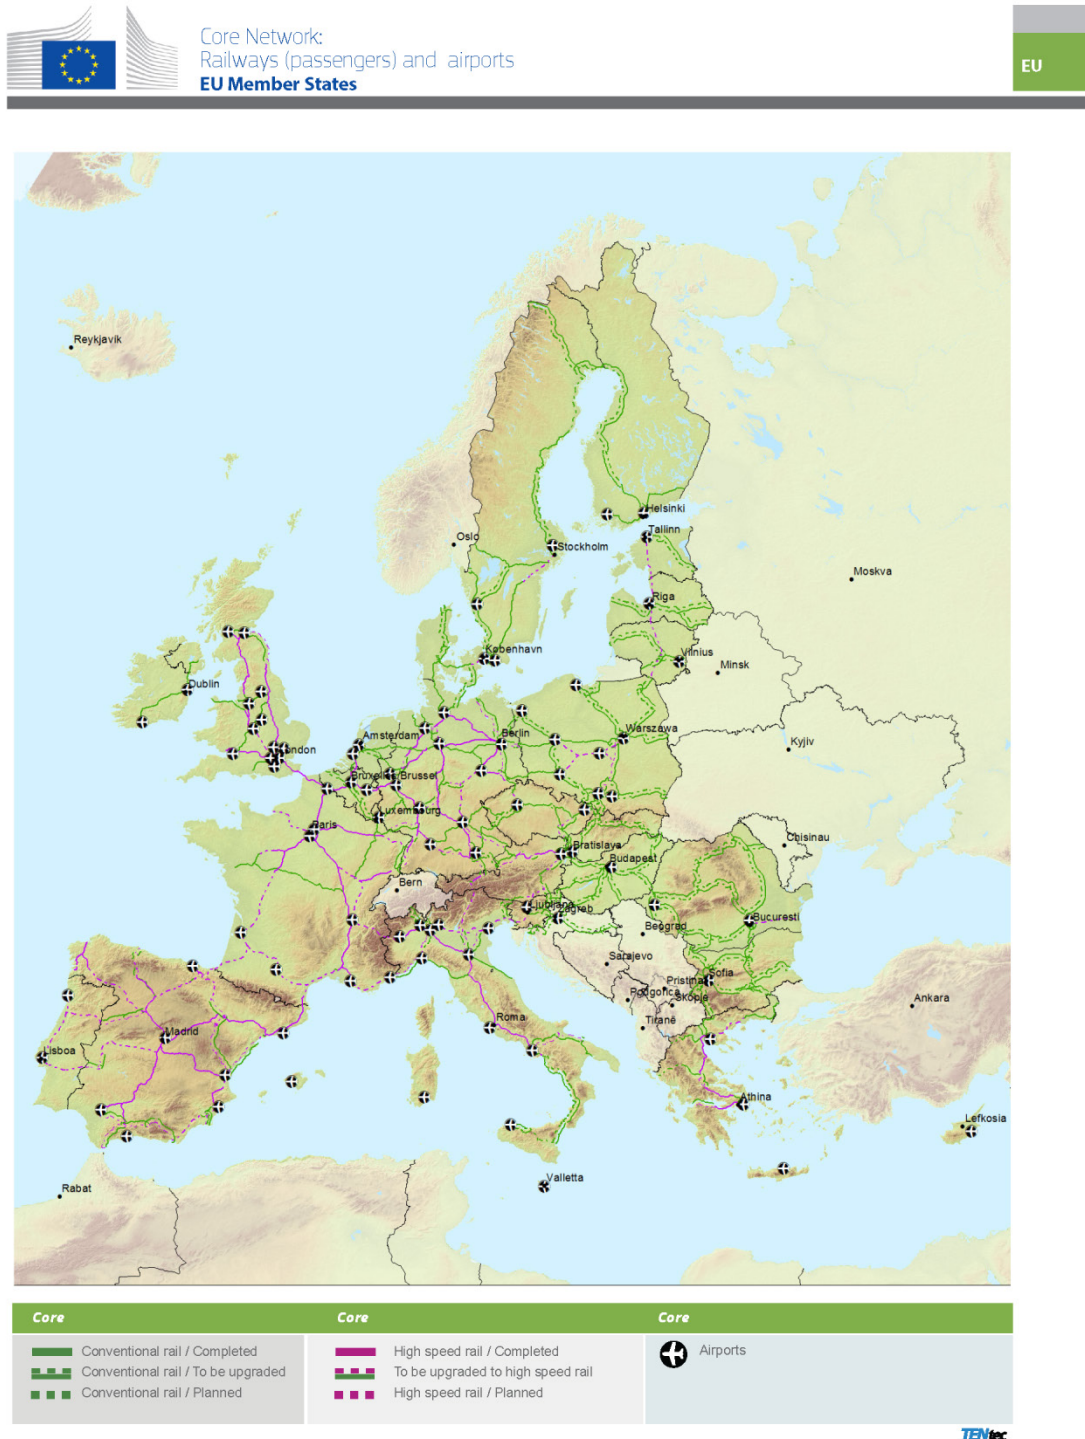 Core Network:
Railways (passengers) and airports
EU Member States
EU
Reykjavik
Helsinki
Tallinn
Oslo
Stockholm
Moskva
Riga
København
Vilnius
Minsk
Dublin
Amsterdam
Berlin
Warszawa
London
Kyjiv
Bruxelles/Brussel
Luxembourg
Paris
Bratislava
Chisinau
Budapest
Bern
Ljubljana
Zagreb
Bucuresti
Beograd
Sarajevo
Pristina
Sofia
Podgorica
Skopje
Ankara
Roma
Tiranë
Madrid
Lisboa
Athina
Lefkosia
Valletta
Rabat
Core
Core
Core
Conventional rail / Completed
High speed rail / Completed
Airports
Conventional rail / To be upgraded
To be upgraded to high speed rail
Conventional rail / Planned
High speed rail / Planned
TENtec